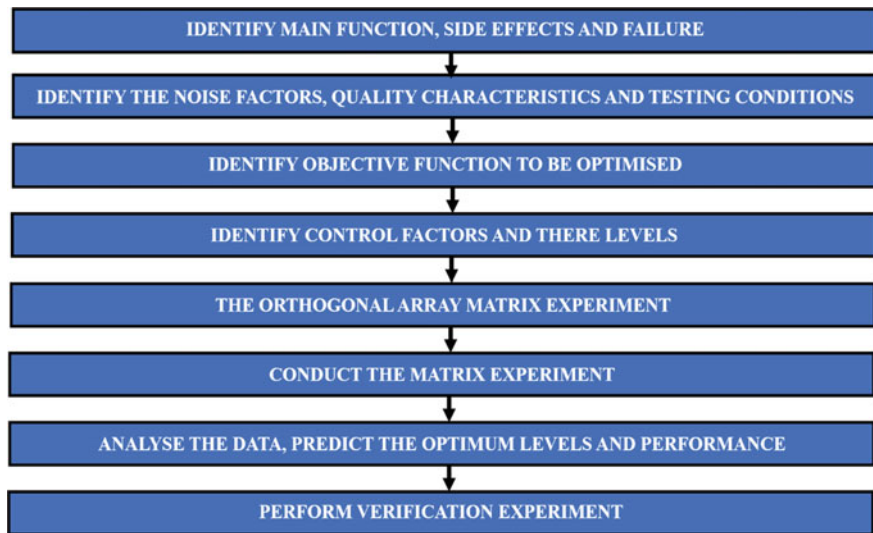 IDENTIFY MAIN FUNCTION, SIDE EFFECTS AND FAILURE
IDENTIFY THE NOISE FACTORS, QUALITY CHARACTERISTICS AND TESTING CONDITIONS
IDENTIFY OBJECTIVE FUNCTION TO BE OPTIMISED
IDENTIFY CONTROL FACTORS AND THERE LEVELS
THE ORTHOGONAL ARRAY MATRIX EXPERIMENT
CONDUCT THE MATRIX EXPERIMENT
ANALYSE THE DATA, PREDICT THE OPTIMUM LEVELS AND PERFORMANCE
PERFORM VERIFICATION EXPERIMENT